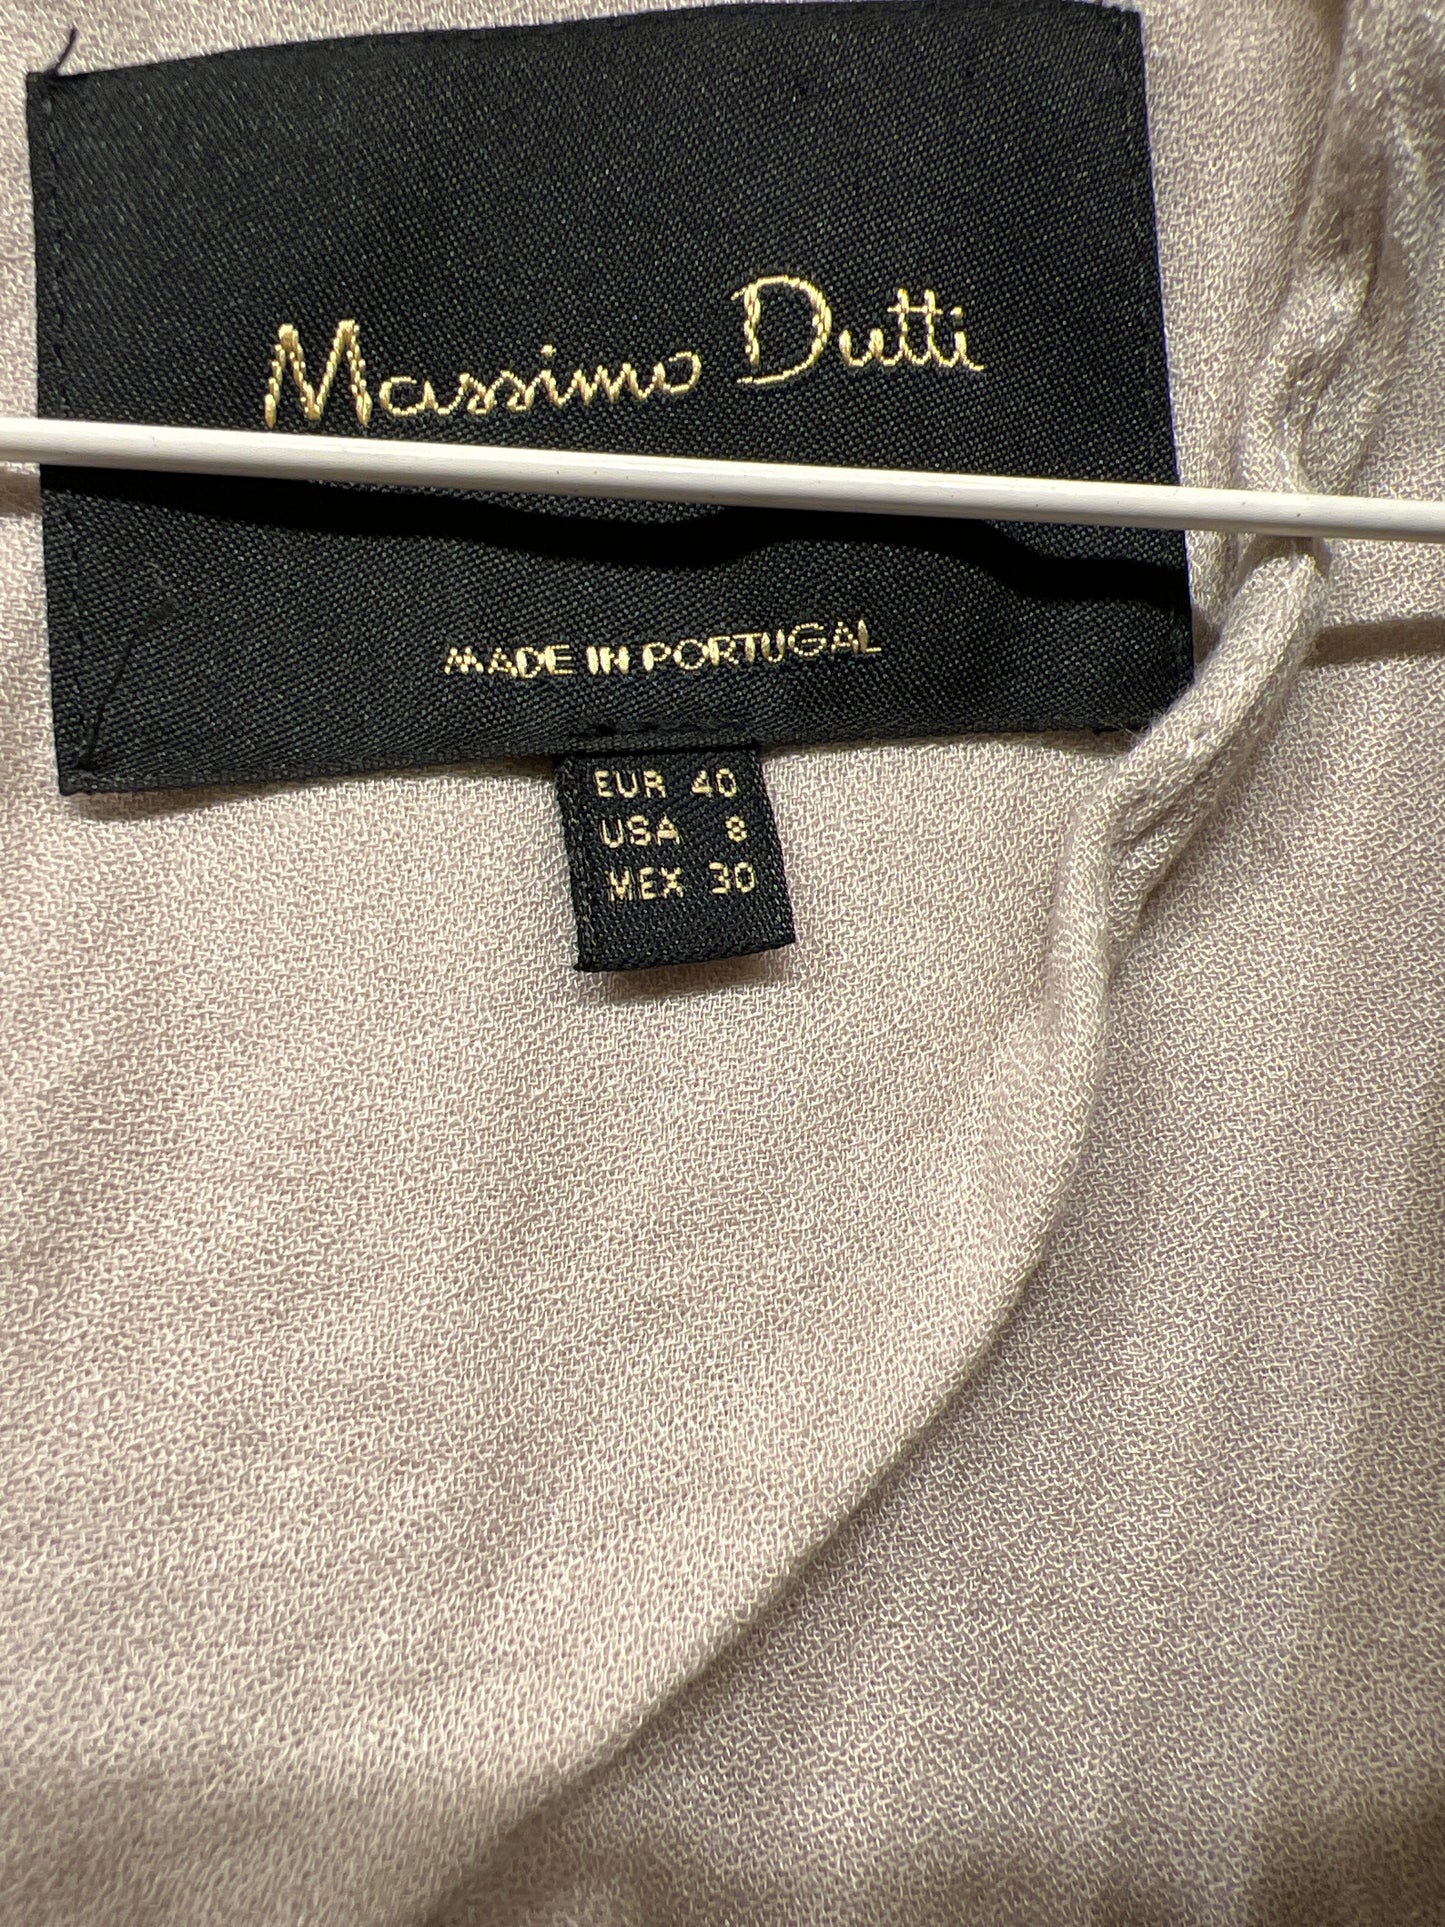 Massimo Dutti
MADE IN PORTUGAL
EUR 40
USA 8
MEX 30